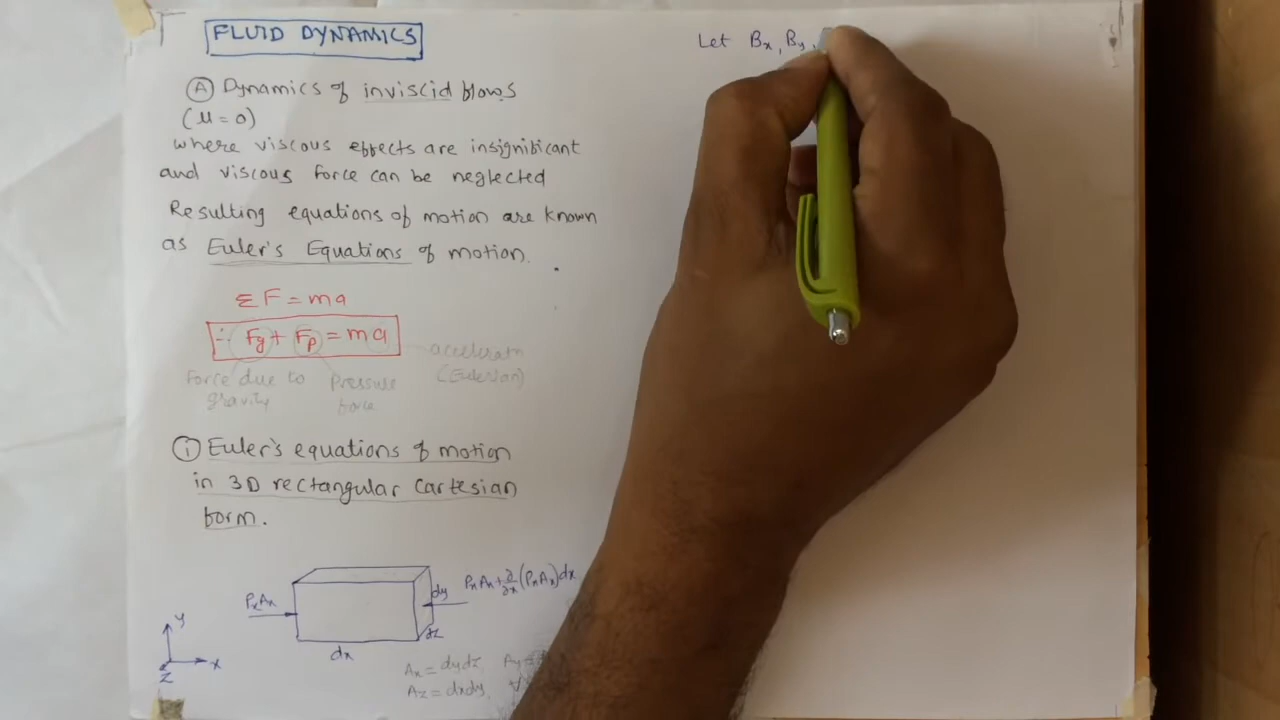 FLUID DYNAMICS
Ⓐ Dynamics of inviscid flows
(μ = 0)
where viscous effects are insignificant
and viscous force can be neglected
Resulting equations of motion are known
as Euler's Equations of motion.
ΣF = ma
∴ Fg + Fp = ma
acceleratn
(Eulerian)
Force due to
gravity
Pressure
force
① Euler's equations of motion
in 3D rectangular cartesian
form.
PxAx
PxAx + ∂/∂x (PxAx) dx
dy
dz
dx
y
x
z
Ax = dydz, Ay =
Az = dxdy,
Let Bx, By,